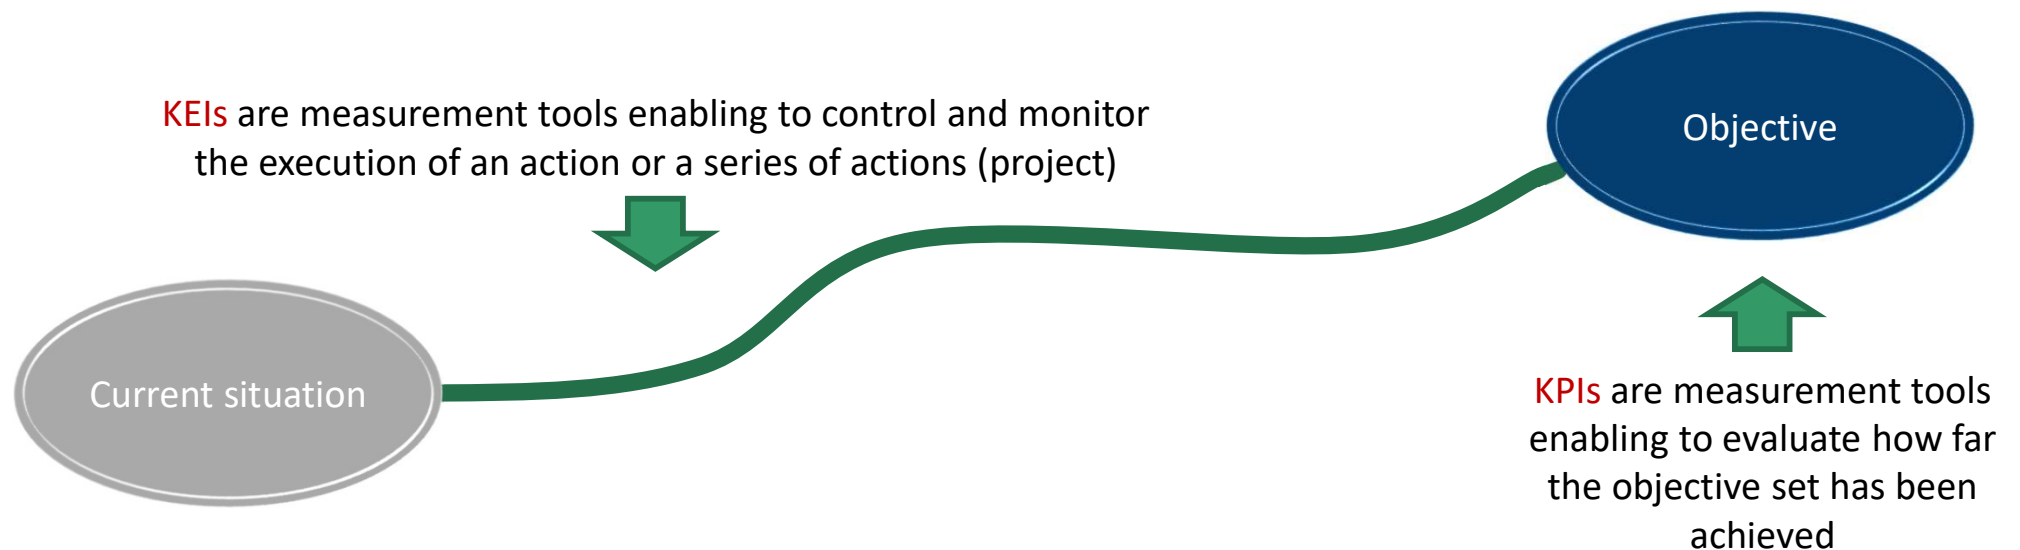 KEIs are measurement tools enabling to control and monitor
the execution of an action or a series of actions (project)
Objective
Current situation
KPIs are measurement tools
enabling to evaluate how far
the objective set has been
achieved